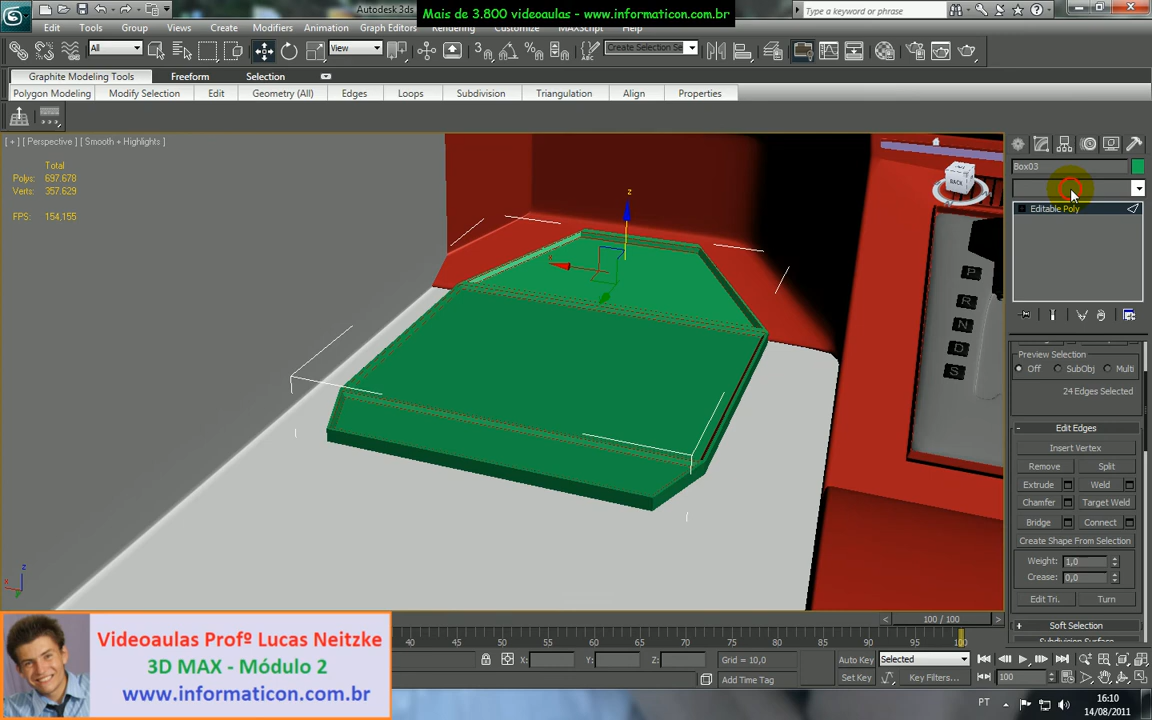 Autodesk 3ds
Mais de 3.800 videoaulas - www.informaticon.com.br
Type a keyword or phrase
Edit Tools Group Views Create Modifiers Animation Graph Editors Rendering Customize MAXScript Help
All View Create Selection Se
Graphite Modeling Tools Freeform Selection
Polygon Modeling Modify Selection Edit Geometry (All) Edges Loops Subdivision Triangulation Align Properties
[ + ] [ Perspective ] [ Smooth + Highlights ]
Total
Polys: 697.678
Verts: 357.629
FPS: 154,155
Box03
Editable Poly
BACK
z
x
P
R
N
D
S
Preview Selection
Off SubObj Multi
24 Edges Selected
Edit Edges
Insert Vertex
Remove Split
Extrude Weld
Chamfer Target Weld
Bridge Connect
Create Shape From Selection
Weight: 1,0
Crease: 0,0
Edit Tri. Turn
Soft Selection
Subdivision Surface
z
x
100 / 100
40 45 50 55 60 65 70 75 80 85 90 95
X: Y: Z: Grid = 10,0
Add Time Tag
Auto Key Selected
Set Key Key Filters... 100
Videoaulas Profº Lucas Neitzke
3D MAX - Módulo 2
www.informaticon.com.br
PT
16:10
14/08/2011